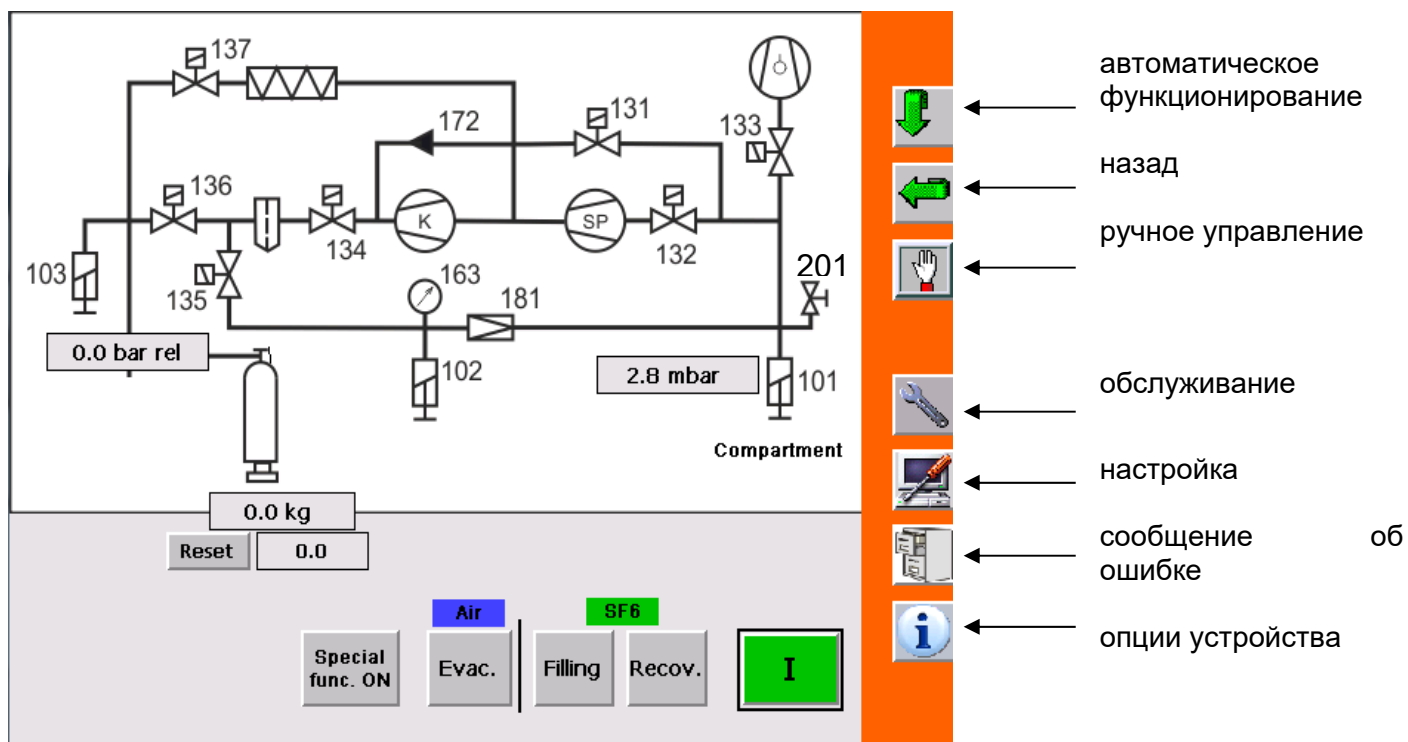 137
131
133
172
136
K
SP
134
132
103
163
201
135
181
0.0 bar rel
102
2.8 mbar
101
Compartment
0.0 kg
Reset
0.0
Air
SF6
Special
func. ON
Evac.
Filling
Recov.
I
автоматическое
функционирование
назад
ручное управление
обслуживание
настройка
сообщение об
ошибке
опции устройства